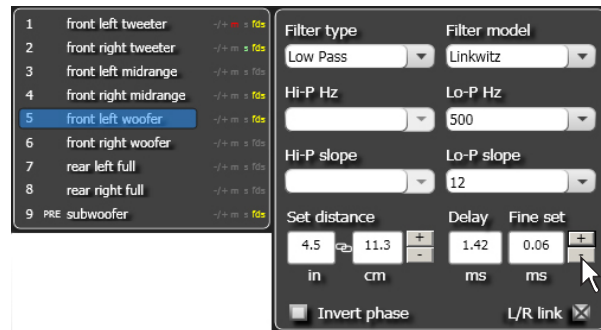 1 front left tweeter -/+ m s fds
2 front right tweeter -/+ m s fds
3 front left midrange -/+ m s fds
4 front right midrange -/+ m s fds
5 front left woofer -/+ m s fds
6 front right woofer -/+ m s fds
7 rear left full -/+ m s fds
8 rear right full -/+ m s fds
9 PRE subwoofer -/+ m s fds
Filter type Filter model
Low Pass Linkwitz
Hi-P Hz Lo-P Hz
500
Hi-P slope Lo-P slope
12
Set distance Delay Fine set
4.5 11.3 + - 1.42 0.06 + -
in cm ms ms
Invert phase L/R link